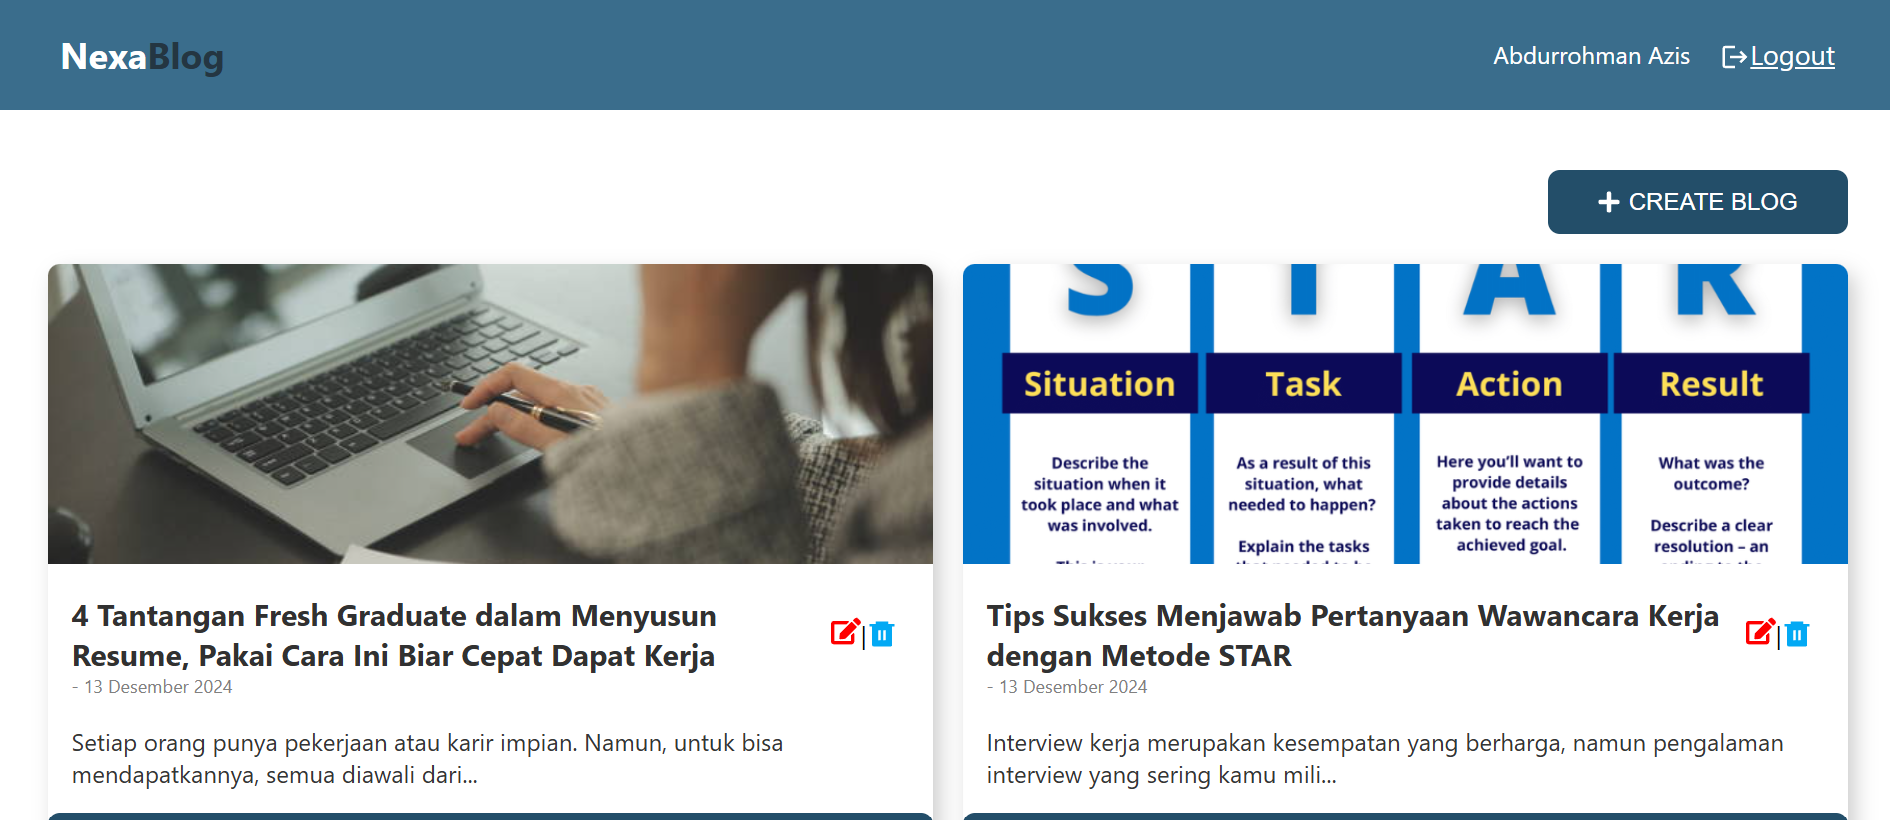 NexaBlog
Abdurrohman Azis
Logout
CREATE BLOG
S T A R
Situation
Task
Action
Result
Describe the
situation when it
took place and what
was involved.
As a result of this
situation, what
needed to happen?
Explain the tasks
Here you’ll want to
provide details
about the actions
taken to reach the
achieved goal.
What was the
outcome?
Describe a clear
resolution – an
4 Tantangan Fresh Graduate dalam Menyusun
Resume, Pakai Cara Ini Biar Cepat Dapat Kerja
- 13 Desember 2024
Setiap orang punya pekerjaan atau karir impian. Namun, untuk bisa
mendapatkannya, semua diawali dari...
Tips Sukses Menjawab Pertanyaan Wawancara Kerja
dengan Metode STAR
- 13 Desember 2024
Interview kerja merupakan kesempatan yang berharga, namun pengalaman
interview yang sering kamu mili...